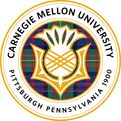 CARNEGIE MELLON UNIVERSITY
PITTSBURGH PENNSYLVANIA 1900